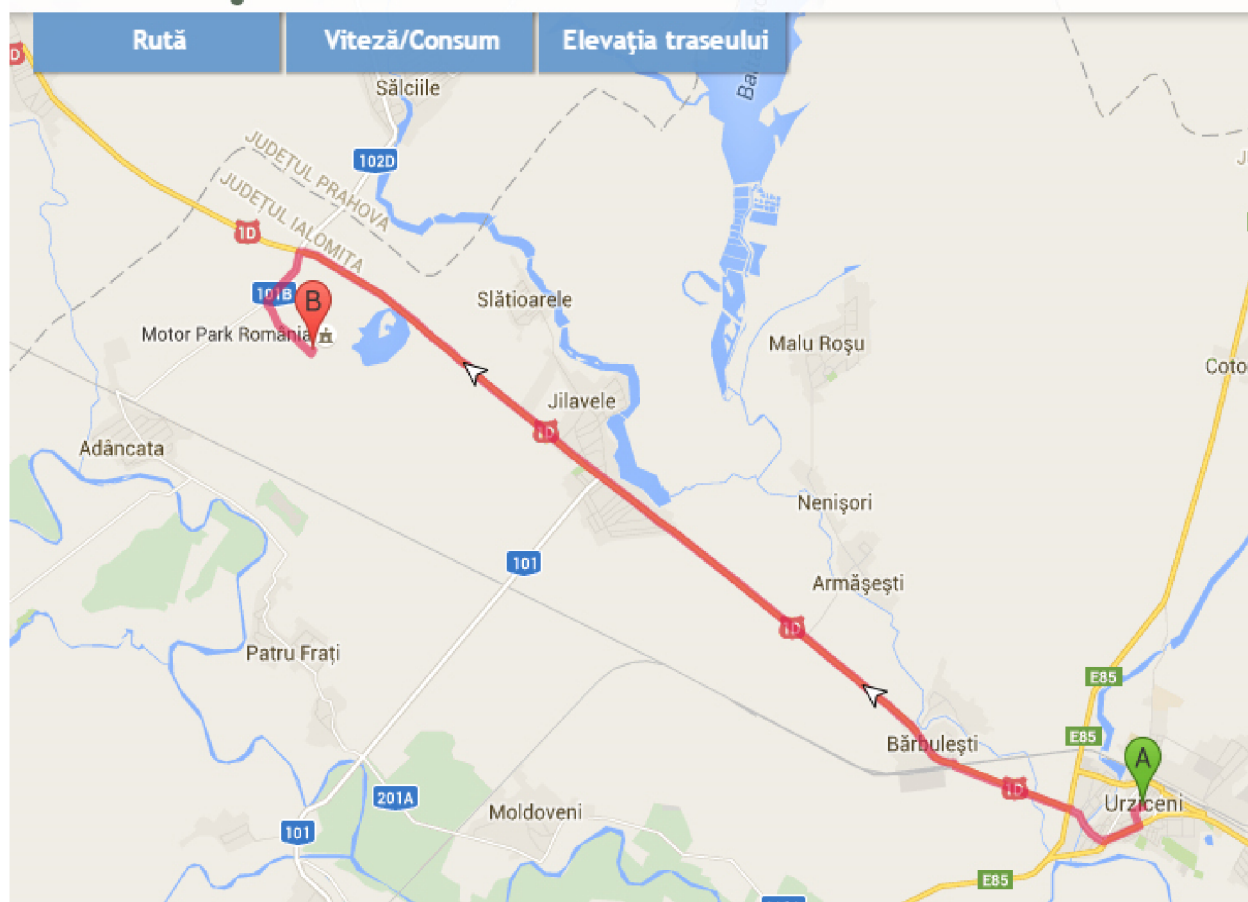 Rută
Viteză/Consum
Elevaţia traseului
Sălciile
102D
JUDEŢUL PRAHOVA
JUDEŢUL IALOMIŢA
1D
101B
B
Motor Park România
Slătioarele
Malu Roşu
Jilavele
1D
Adâncata
Nenişori
101
Armăşeşti
1D
Patru Fraţi
E85
Bărbuleşti
E85
A
1D
Urziceni
201A
Moldoveni
101
E85